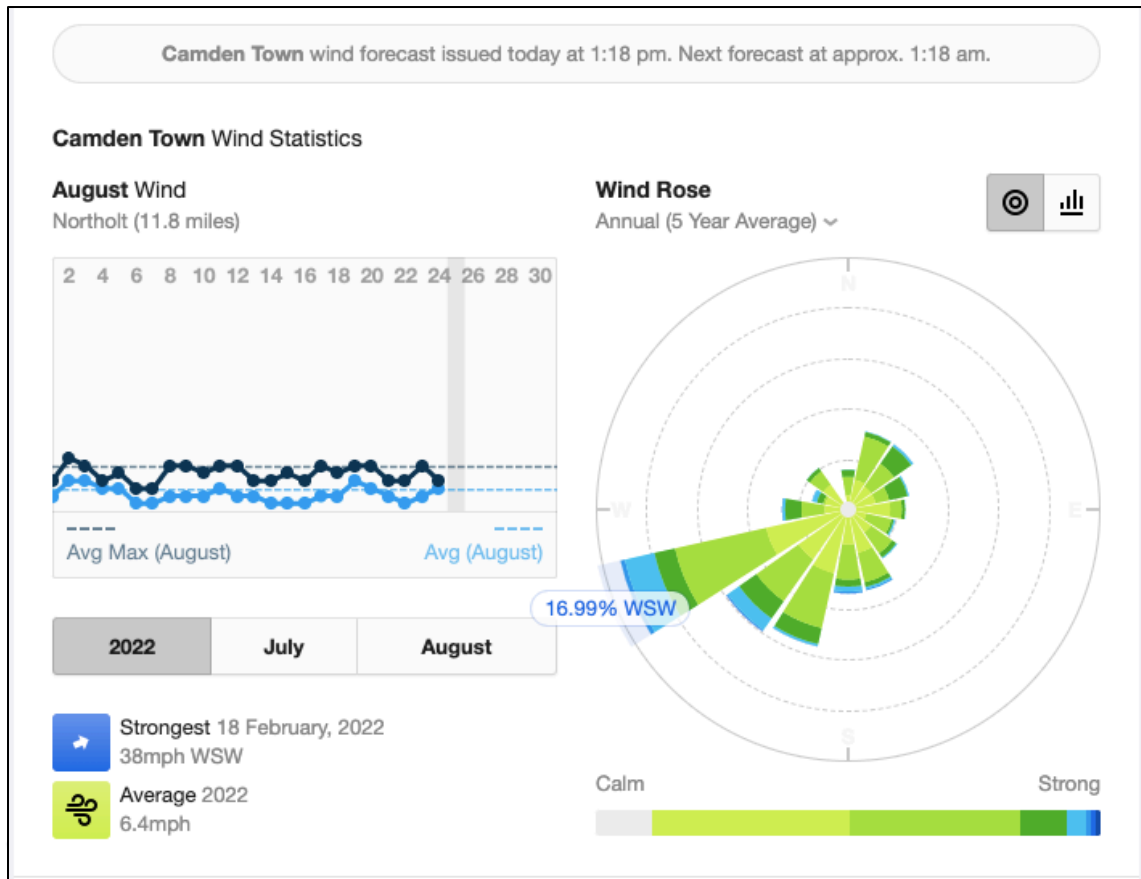 Camden Town wind forecast issued today at 1:18 pm. Next forecast at approx. 1:18 am.
Camden Town Wind Statistics
August Wind
Northolt (11.8 miles)
2 4 6 8 10 12 14 16 18 20 22 24 26 28 30
Avg Max (August)
Avg (August)
2022
July
August
Strongest 18 February, 2022
38mph WSW
Average 2022
6.4mph
Wind Rose
Annual (5 Year Average)
N
W
E
16.99% WSW
S
Calm
Strong